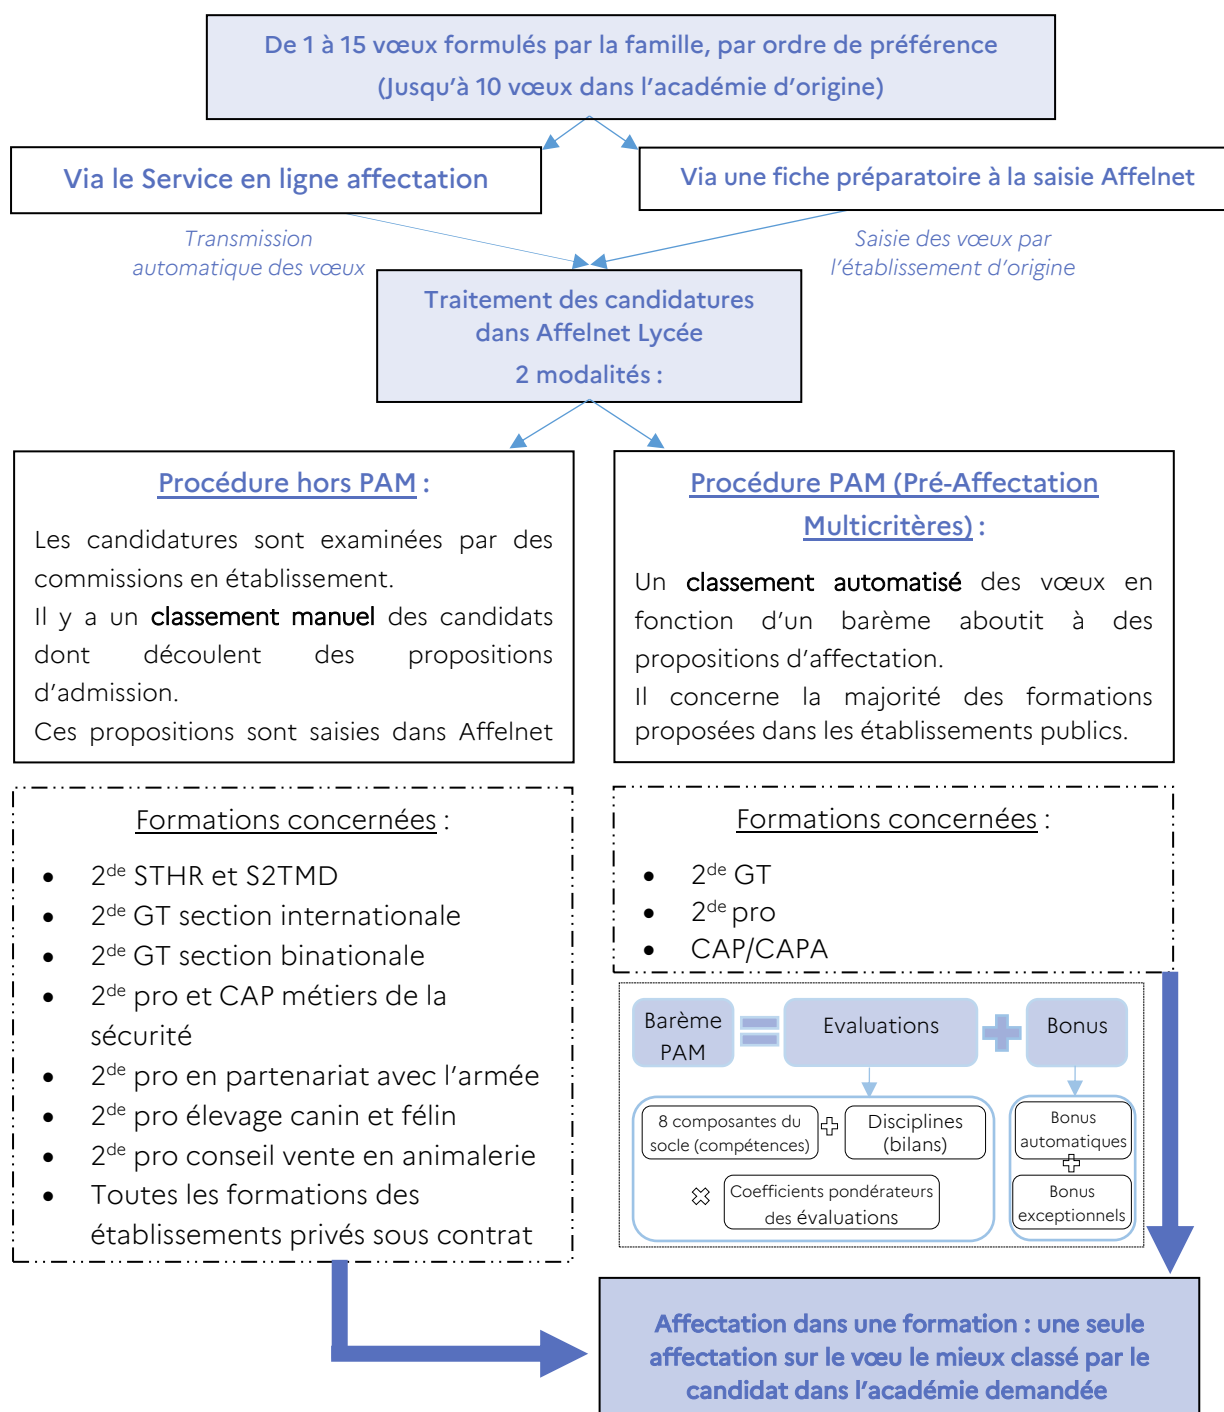 De 1 à 15 vœux formulés par la famille, par ordre de préférence
(Jusqu'à 10 vœux dans l'académie d'origine)
Via le Service en ligne affectation
Via une fiche préparatoire à la saisie Affelnet
Transmission
automatique des vœux
Saisie des vœux par
l'établissement d'origine
Traitement des candidatures
dans Affelnet Lycée
2 modalités :
Procédure hors PAM :
Les candidatures sont examinées par des
commissions en établissement.
Il y a un classement manuel des candidats
dont découlent des propositions
d'admission.
Ces propositions sont saisies dans Affelnet
Procédure PAM (Pré-Affectation
Multicritères) :
Un classement automatisé des vœux en
fonction d'un barème aboutit à des
propositions d'affectation.
Il concerne la majorité des formations
proposées dans les établissements publics.
Formations concernées :
• 2de STHR et S2TMD
• 2de GT section internationale
• 2de GT section binationale
• 2de pro et CAP métiers de la
sécurité
• 2de pro en partenariat avec l'armée
• 2de pro élevage canin et félin
• 2de pro conseil vente en animalerie
• Toutes les formations des
établissements privés sous contrat
Formations concernées :
• 2de GT
• 2de pro
• CAP/CAPA
Barème
PAM
Evaluations
Bonus
8 composantes du
socle (compétences)
Disciplines
(bilans)
Coefficients pondérateurs
des évaluations
Bonus
automatiques
Bonus
exceptionnels
Affectation dans une formation : une seule
affectation sur le vœu le mieux classé par le
candidat dans l'académie demandée